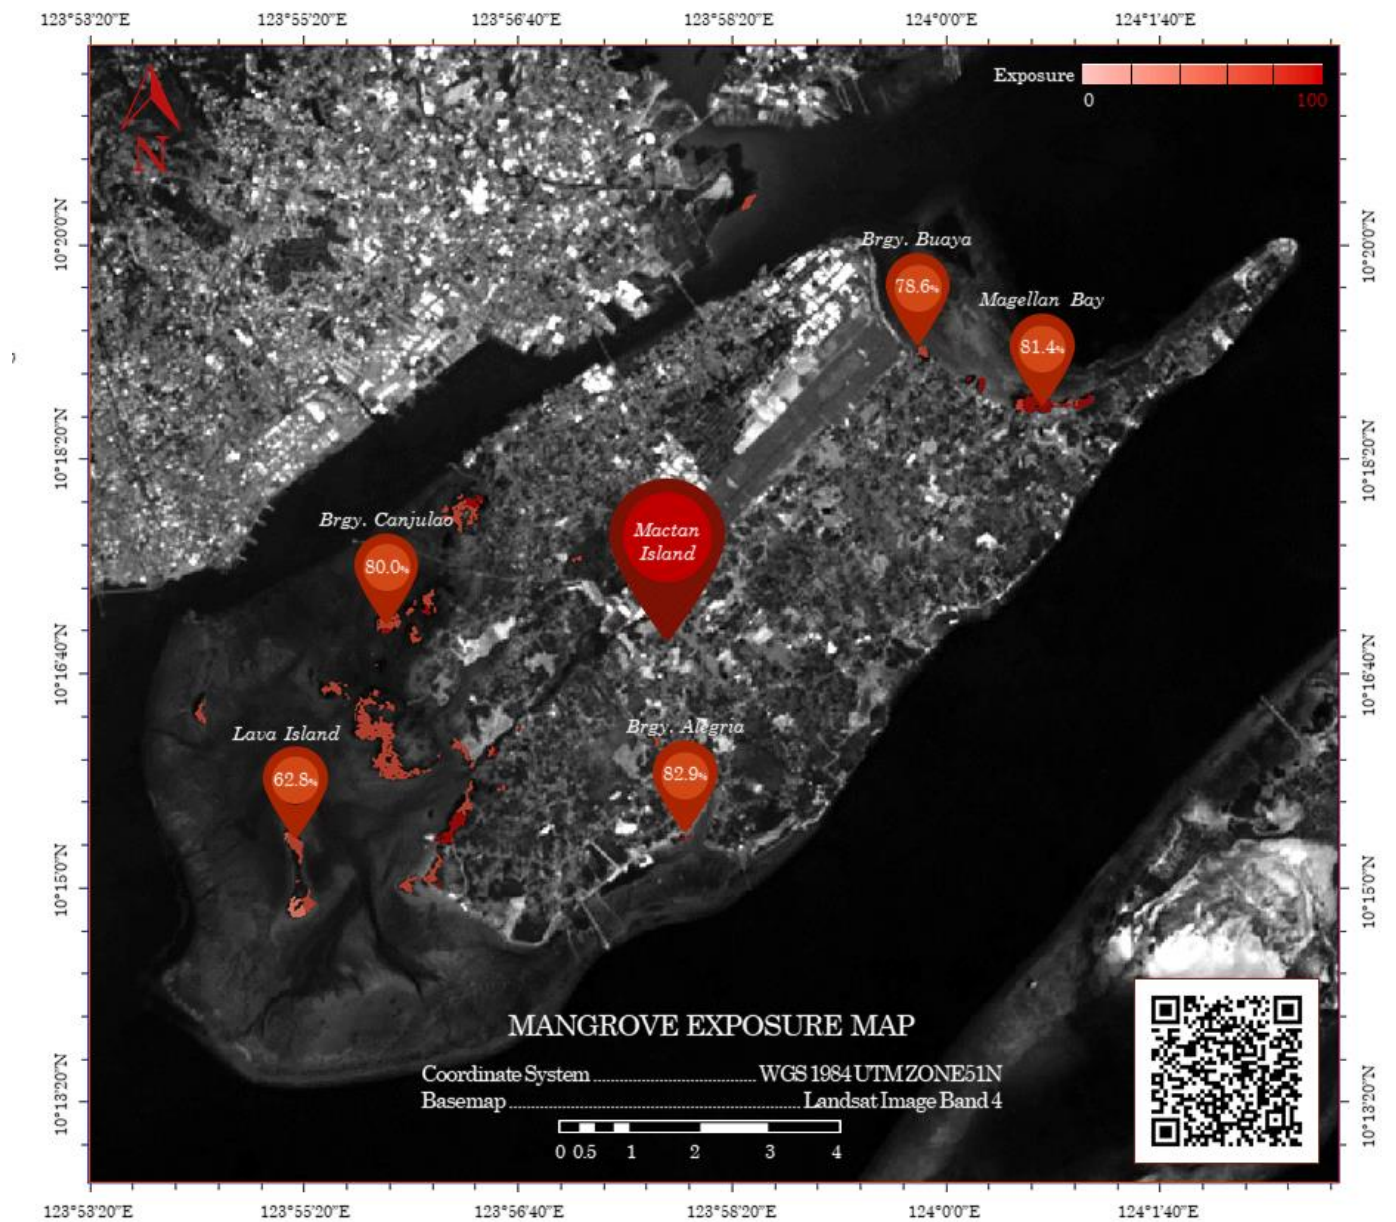 123°53'20"E 123°55'20"E 123°56'40"E 123°58'20"E 124°0'0"E 124°1'40"E
Exposure
0 100
N
10°20'0"N
10°20'0"N
Brgy. Buaya
78.6%
Magellan Bay
81.4%
10°18'20"N
10°18'20"N
Brgy. Canjulao
80.0%
Mactan
Island
10°16'40"N
10°16'40"N
Lava Island
62.8%
Brgy. Alegria
82.9%
10°15'0"N
10°15'0"N
MANGROVE EXPOSURE MAP
Coordinate System ........ WGS 1984 UTM ZONE 51N
Basemap ........ Landsat Image Band 4
0 0.5 1 2 3 4
10°13'20"N
10°13'20"N
123°53'20"E 123°55'20"E 123°56'40"E 123°58'20"E 124°0'0"E 124°1'40"E